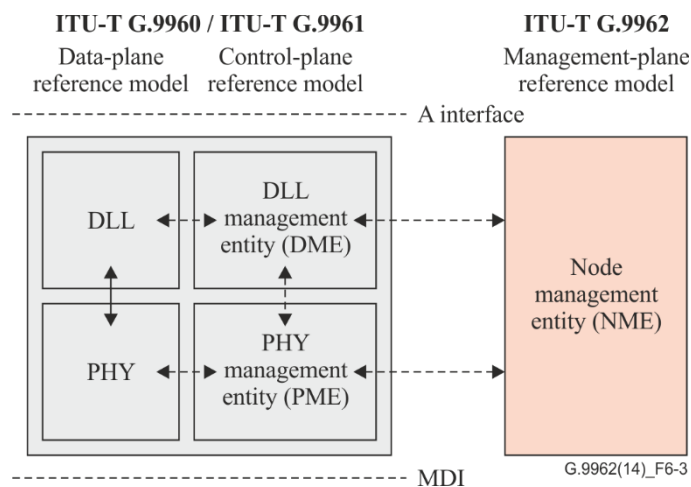 ITU-T G.9960 / ITU-T G.9961
Data-plane
reference model
Control-plane
reference model
ITU-T G.9962
Management-plane
reference model
A interface
DLL
DLL
management
entity (DME)
PHY
PHY
management
entity (PME)
Node
management
entity (NME)
G.9962(14)_F6-3
MDI